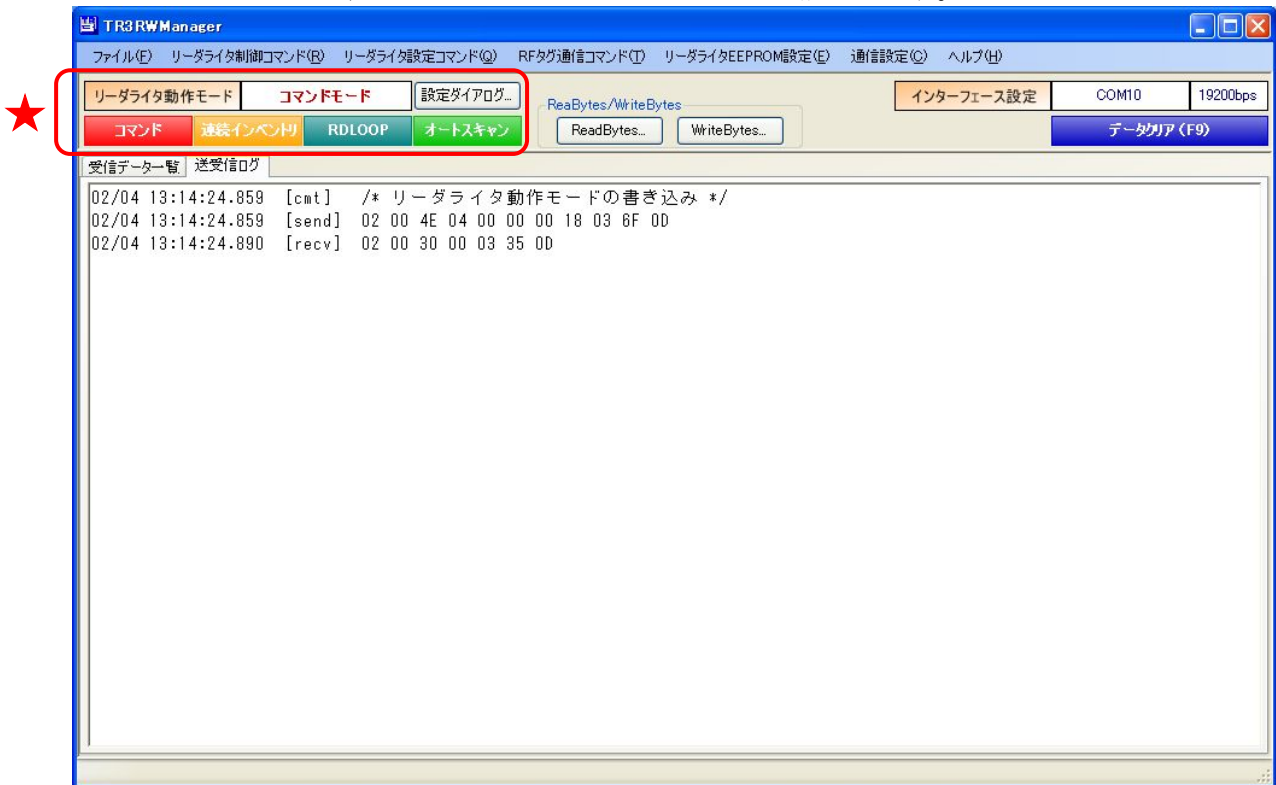 TR3RWManager
ファイル(F) リーダライタ制御コマンド(R) リーダライタ設定コマンド(Q) RFタグ通信コマンド(T) リーダライタEEPROM設定(E) 通信設定(C) ヘルプ(H)
リーダライタ動作モード コマンドモード 設定ダイアログ...
コマンド 連続インベントリ RDLOOP オートスキャン
ReaBytes/WriteBytes
ReadBytes... WriteBytes...
インターフェース設定 COM10 19200bps
データクリア(F9)
受信データ一覧 送受信ログ
02/04 13:14:24.859 [cmt] /* リーダライタ動作モードの書き込み */
02/04 13:14:24.859 [send] 02 00 4E 04 00 00 00 18 03 6F 0D
02/04 13:14:24.890 [recv] 02 00 30 00 03 35 0D